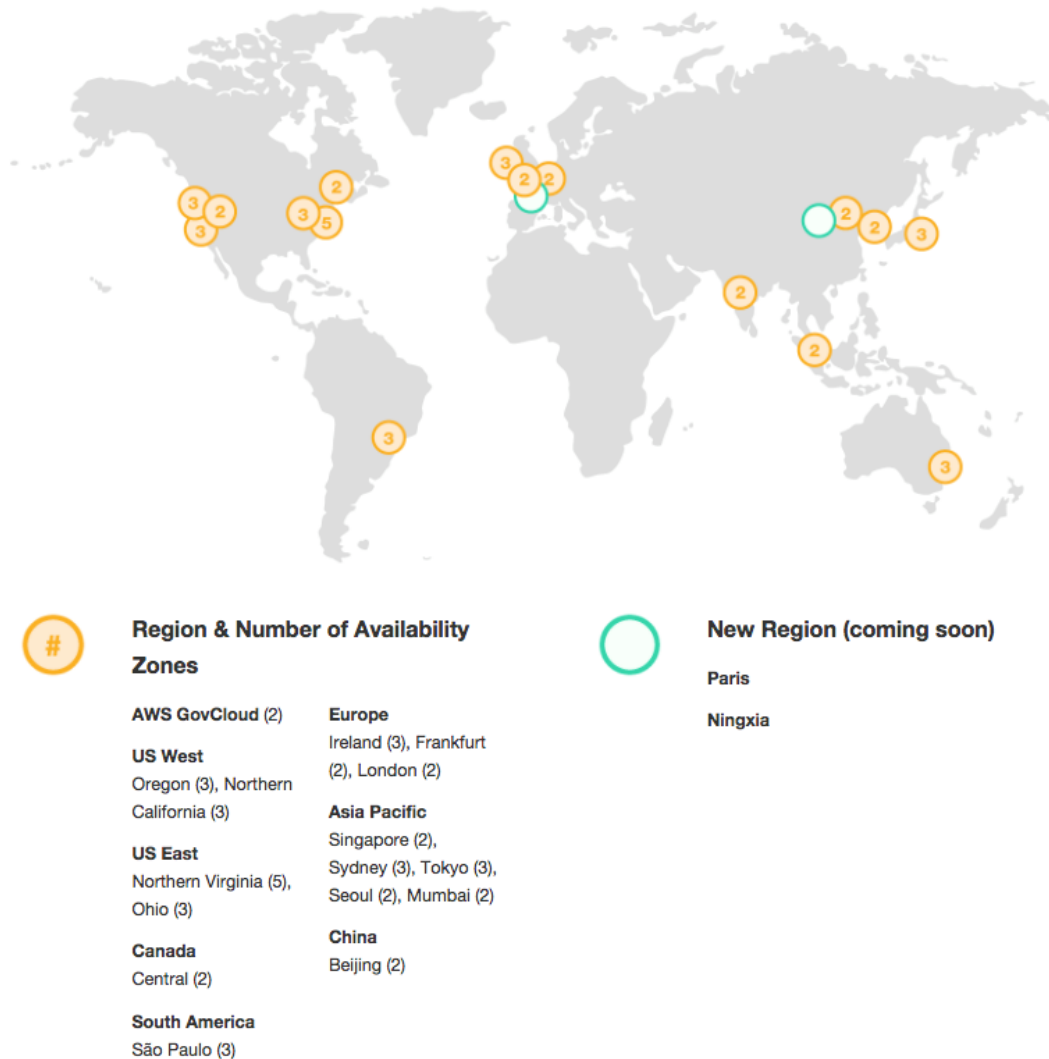 3
2
2
2
3
2
3
3
5
2
2
3
2
2
3
3
#
Region & Number of Availability
Zones
AWS GovCloud (2)
US West
Oregon (3), Northern
California (3)
US East
Northern Virginia (5),
Ohio (3)
Canada
Central (2)
South America
São Paulo (3)
Europe
Ireland (3), Frankfurt
(2), London (2)
Asia Pacific
Singapore (2),
Sydney (3), Tokyo (3),
Seoul (2), Mumbai (2)
China
Beijing (2)
New Region (coming soon)
Paris
Ningxia